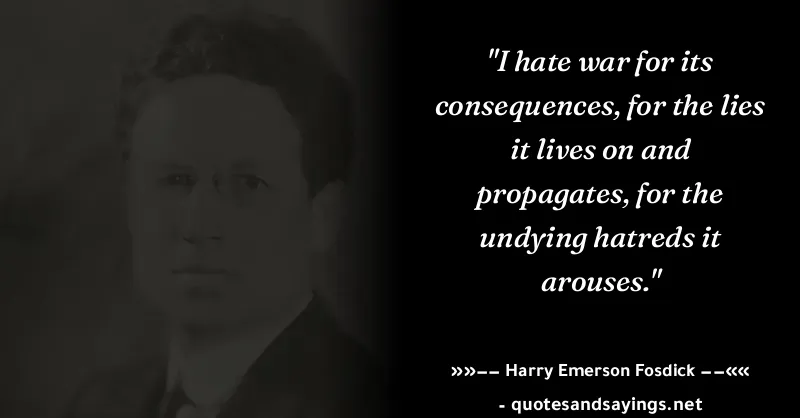 "I hate war for its
consequences, for the lies
it lives on and
propagates, for the
undying hatreds it
arouses."
»»−− Harry Emerson Fosdick −−««
- quotesandsayings.net